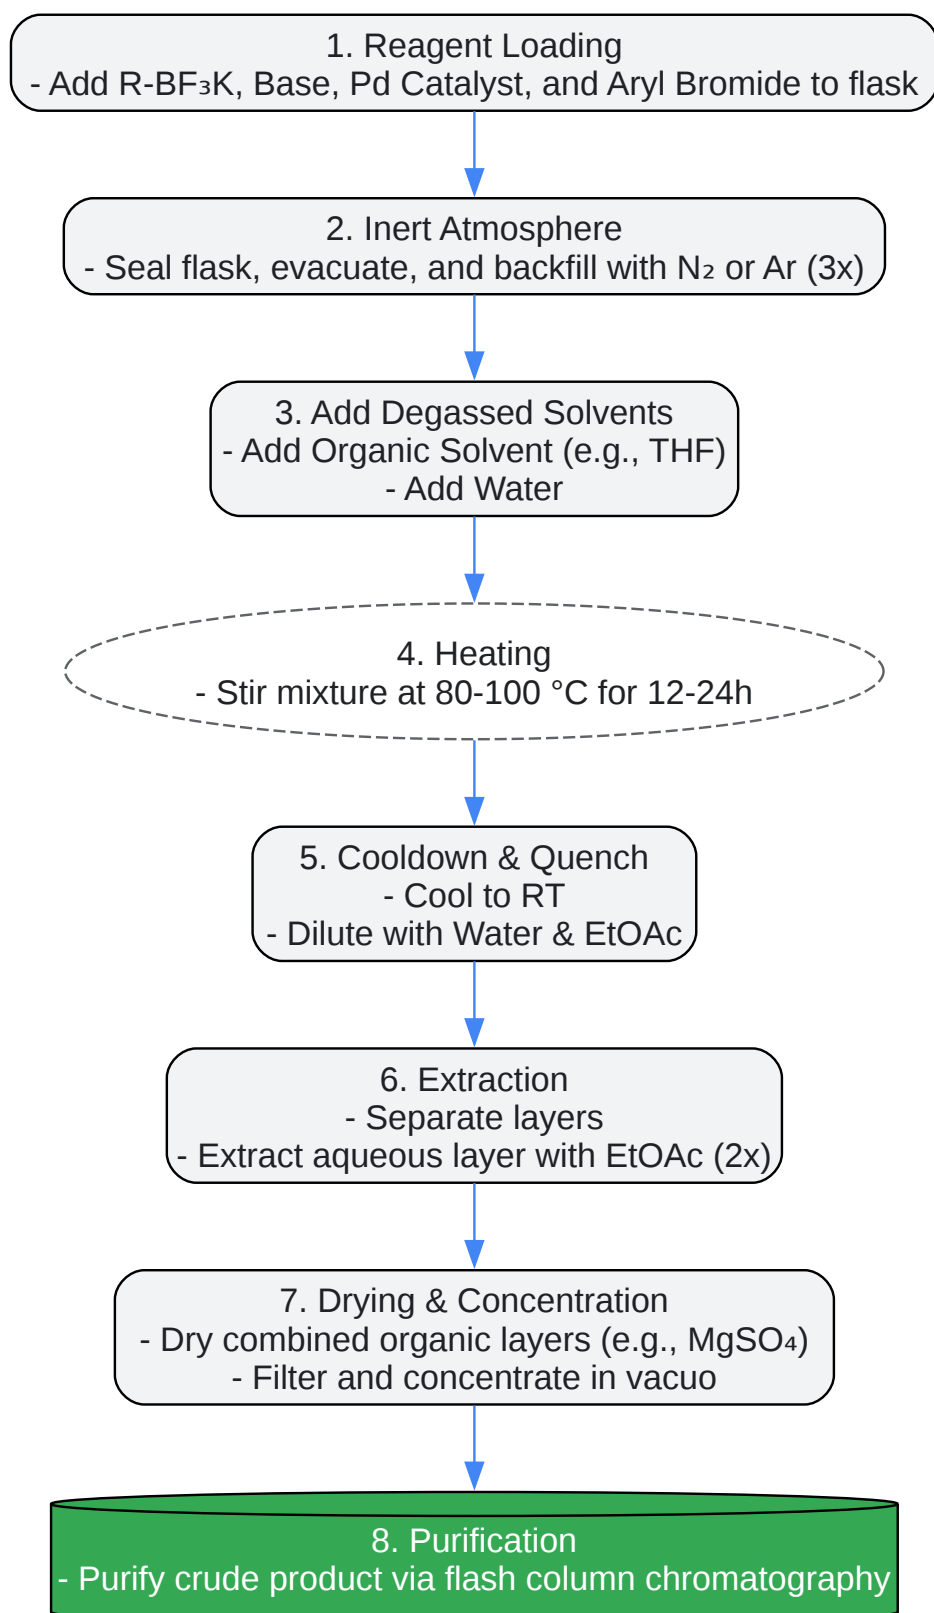 1. Reagent Loading
- Add R-BF₃K, Base, Pd Catalyst, and Aryl Bromide to flask
2. Inert Atmosphere
- Seal flask, evacuate, and backfill with N₂ or Ar (3x)
3. Add Degassed Solvents
- Add Organic Solvent (e.g., THF)
- Add Water
4. Heating
- Stir mixture at 80-100 °C for 12-24h
5. Cooldown & Quench
- Cool to RT
- Dilute with Water & EtOAc
6. Extraction
- Separate layers
- Extract aqueous layer with EtOAc (2x)
7. Drying & Concentration
- Dry combined organic layers (e.g., MgSO₄)
- Filter and concentrate in vacuo
8. Purification
- Purify crude product via flash column chromatography